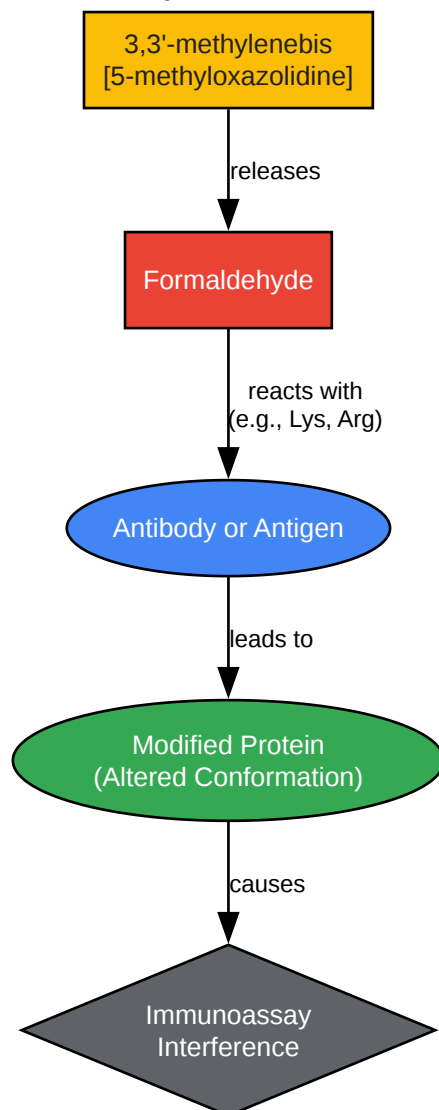 3,3'-methylenebis
[5-methyloxazolidine]
releases
Formaldehyde
reacts with
(e.g., Lys, Arg)
Antibody or Antigen
leads to
Modified Protein
(Altered Conformation)
causes
Immunoassay
Interference